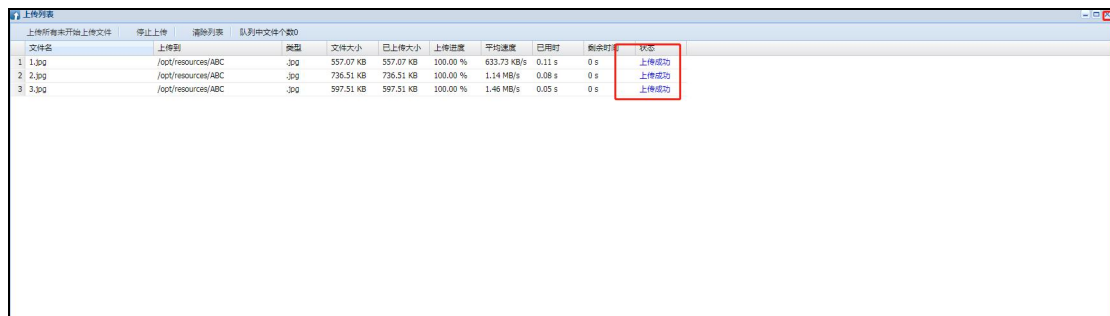 上传列表
上传所有未开始上传文件 停止上传 清除列表 队列中文件个数0
文件名 上传到 类型 文件大小 已上传大小 上传进度 平均速度 已用时 剩余时间 状态
1 1.jpg /opt/resources/ABC .jpg 557.07 KB 557.07 KB 100.00 % 633.73 KB/s 0.11 s 0 s 上传成功
2 2.jpg /opt/resources/ABC .jpg 736.51 KB 736.51 KB 100.00 % 1.14 MB/s 0.08 s 0 s 上传成功
3 3.jpg /opt/resources/ABC .jpg 597.51 KB 597.51 KB 100.00 % 1.46 MB/s 0.05 s 0 s 上传成功